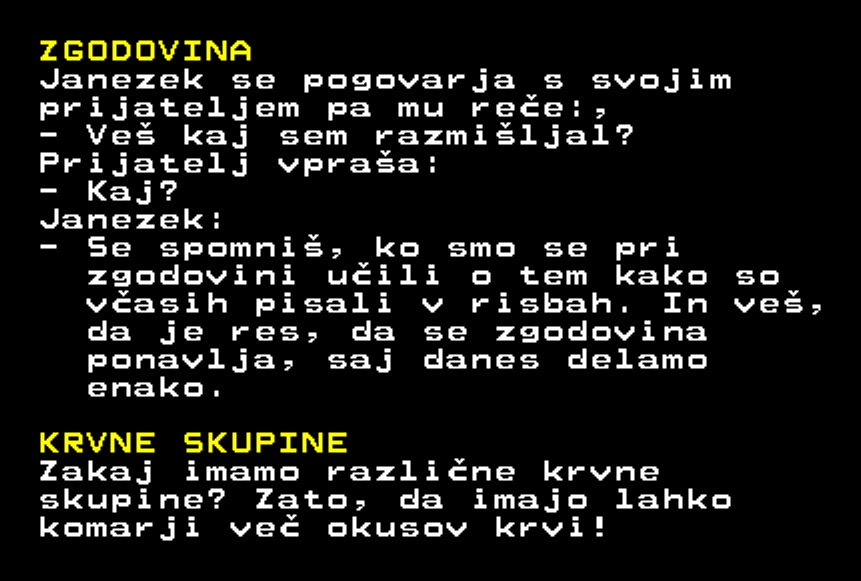 ZGODOVINA
Janezek se pogovarja s svojim
prijateljem pa mu reče:,
- Veš kaj sem razmišljal?
Prijatelj vpraša:
- Kaj?
Janezek:
- Se spomniš, ko smo se pri
zgodovini učili o tem kako so
včasih pisali v risbah. In veš,
da je res, da se zgodovina
ponavlja, saj danes delamo
enako.
KRVNE SKUPINE
Zakaj imamo različne krvne
skupine? Zato, da imajo lahko
komarji več okusov krvi!